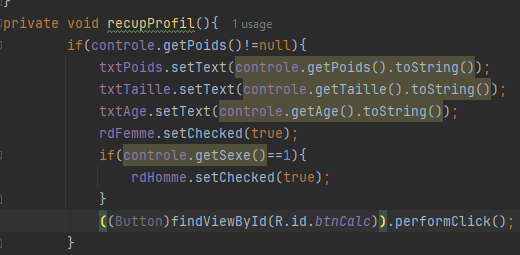 }
private void recupProfil(){ 1 usage
if(controle.getPoids()!=null){
txtPoids.setText(controle.getPoids().toString());
txtTaille.setText(controle.getTaille().toString());
txtAge.setText(controle.getAge().toString());
rdFemme.setChecked(true);
if(controle.getSexe()==1){
rdHomme.setChecked(true);
}
((Button)findViewById(R.id.btnCalc)).performClick();
}